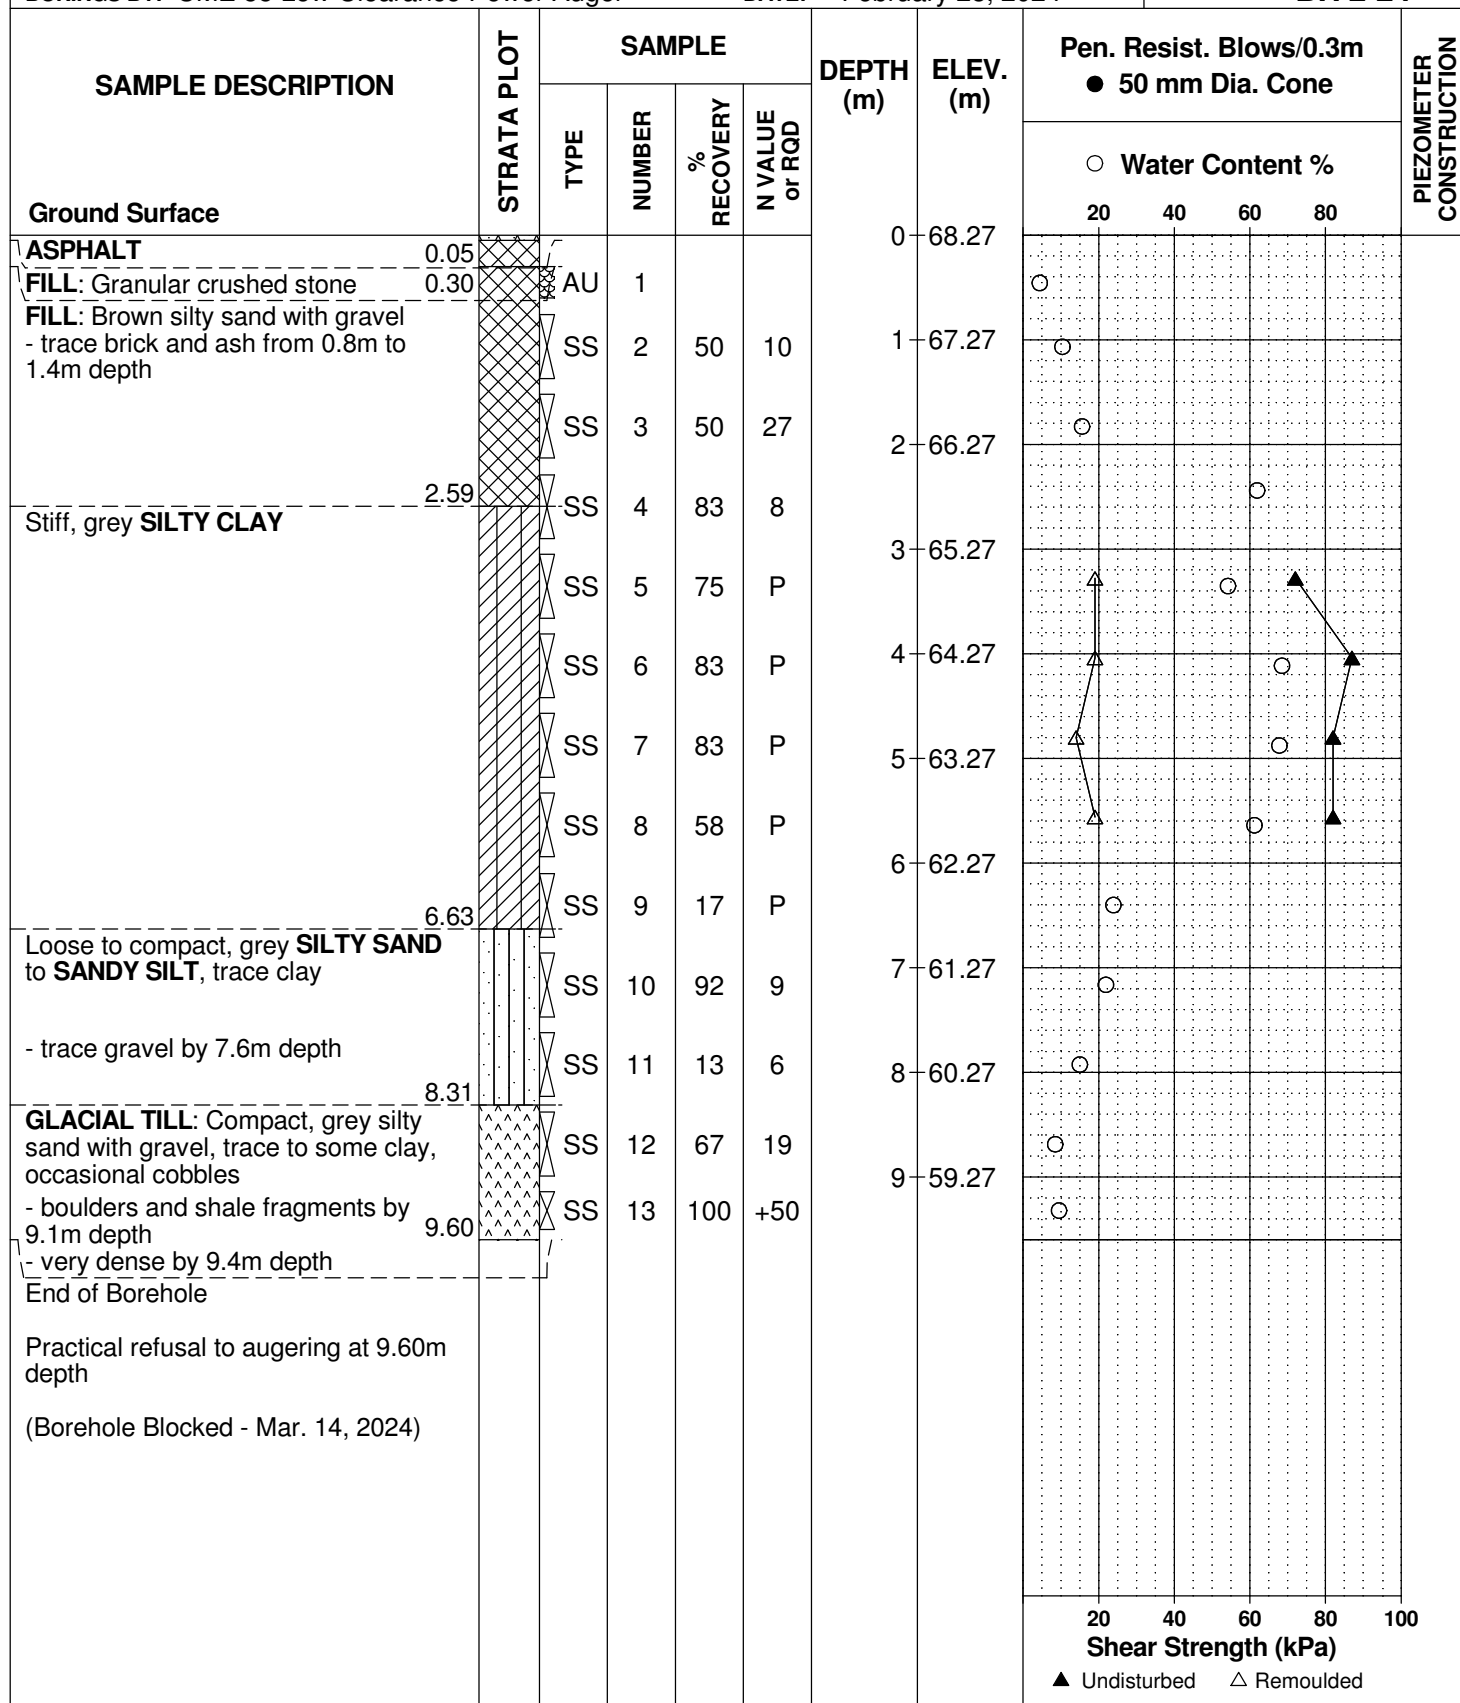 SAMPLE DESCRIPTION
Ground Surface
STRATA PLOT
SAMPLE
TYPE
NUMBER
%
RECOVERY
N VALUE
or RQD
DEPTH
(m)
ELEV.
(m)
Pen. Resist. Blows/0.3m
● 50 mm Dia. Cone
○ Water Content %
20 40 60 80
PIEZOMETER
CONSTRUCTION
0 68.27
ASPHALT 0.05
FILL: Granular crushed stone 0.30
AU 1
FILL: Brown silty sand with gravel
- trace brick and ash from 0.8m to
1.4m depth
SS 2 50 10
1 67.27
SS 3 50 27
2 66.27
2.59
SS 4 83 8
Stiff, grey SILTY CLAY
3 65.27
SS 5 75 P
4 64.27
SS 6 83 P
SS 7 83 P
5 63.27
SS 8 58 P
6 62.27
SS 9 17 P
6.63
Loose to compact, grey SILTY SAND
to SANDY SILT, trace clay
7 61.27
SS 10 92 9
- trace gravel by 7.6m depth
SS 11 13 6
8 60.27
8.31
GLACIAL TILL: Compact, grey silty
sand with gravel, trace to some clay,
occasional cobbles
SS 12 67 19
9 59.27
- boulders and shale fragments by
9.1m depth
9.60
SS 13 100 +50
- very dense by 9.4m depth
End of Borehole
Practical refusal to augering at 9.60m
depth
(Borehole Blocked - Mar. 14, 2024)
20 40 60 80 100
Shear Strength (kPa)
▲ Undisturbed △ Remoulded